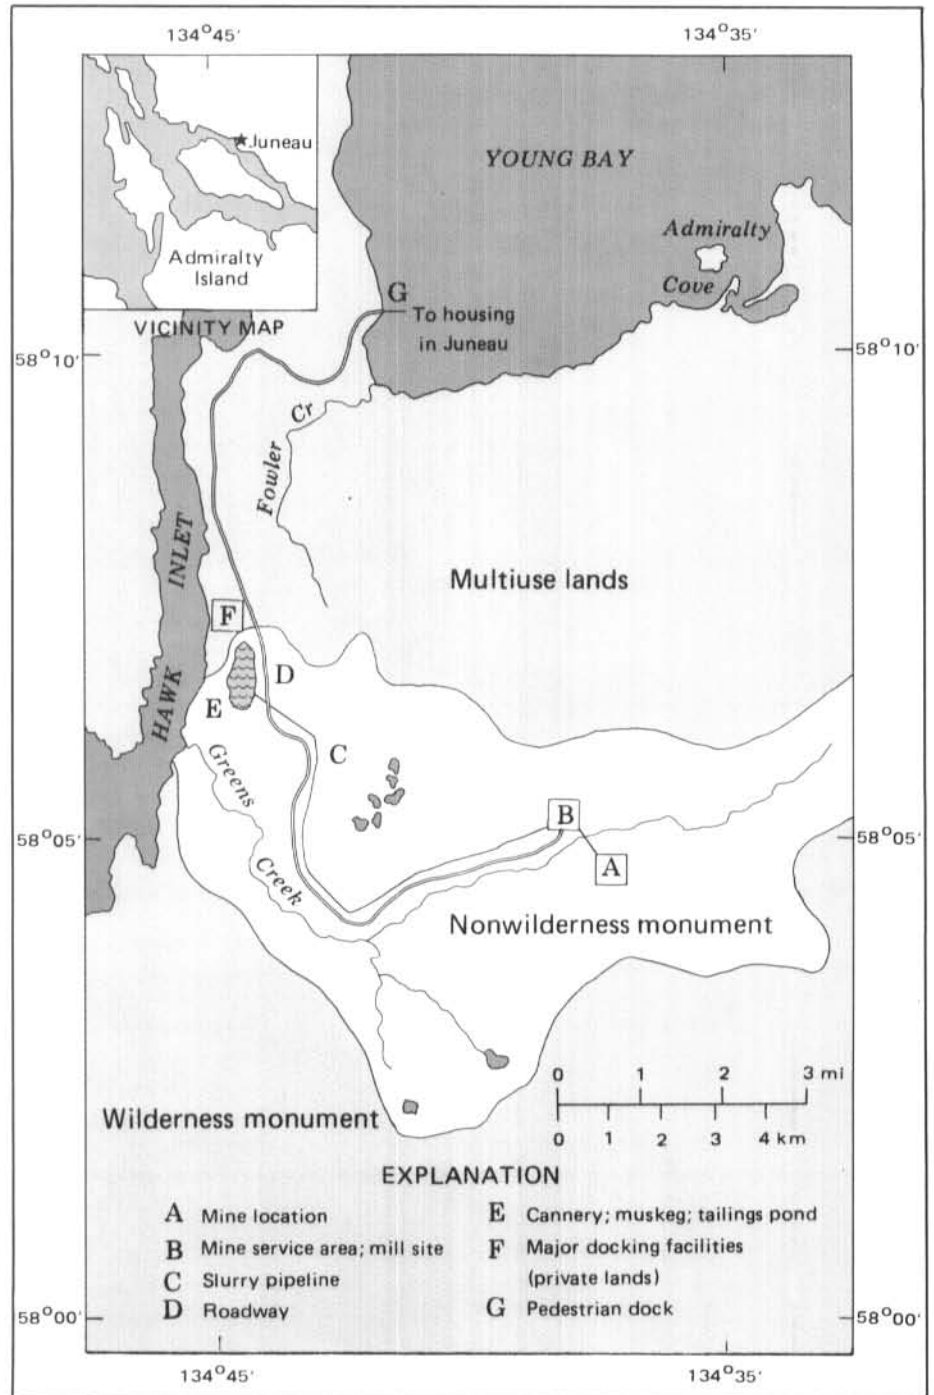 134°45'
134°35'
YOUNG BAY
Juneau
Admiralty
Island
Admiralty
Cove
G
To housing
in Juneau
VICINITY MAP
58°10'
58°10'
Cr
Fowler
HAWK INLET
Multiuse lands
F
D
E
C
Greens
Creek
B
A
58°05'
58°05'
Nonwilderness monument
0 1 2 3 mi
0 1 2 3 4 km
Wilderness monument
EXPLANATION
A Mine location
B Mine service area; mill site
C Slurry pipeline
D Roadway
E Cannery; muskeg; tailings pond
F Major docking facilities
(private lands)
G Pedestrian dock
58°00'
58°00'
134°45'
134°35'